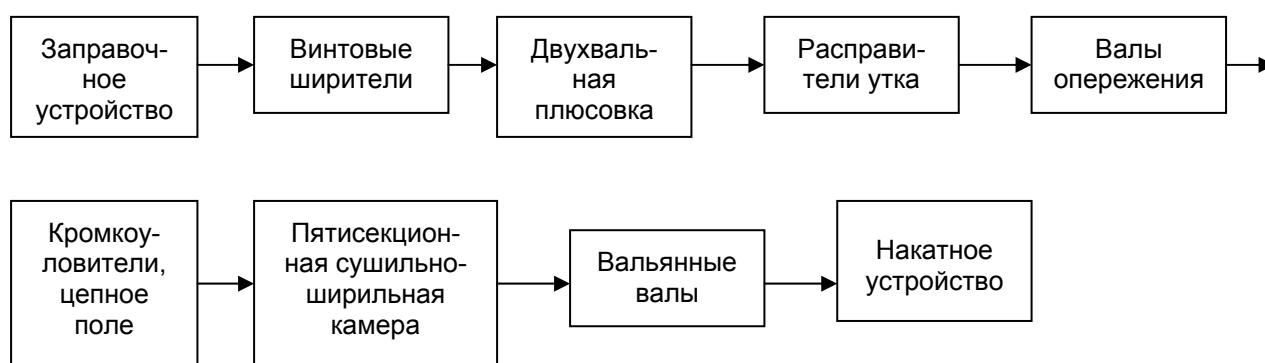 Заправоч-
ное
устройство
Винтовые
ширители
Двухваль-
ная
плюсовка
Расправи-
тели утка
Валы
опережения
Кромкоу-
ловители,
цепное
поле
Пятисекцион-
ная сушильно-
ширильная
камера
Вальянные
валы
Накатное
устройство